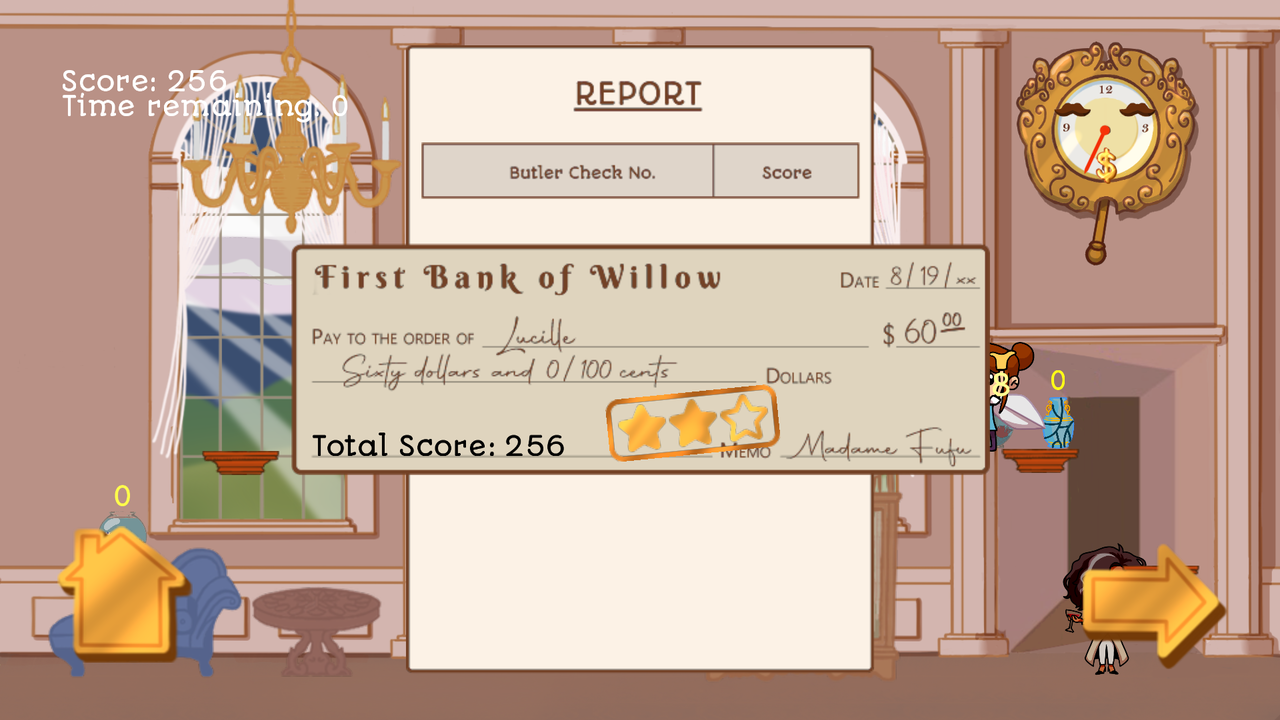 Score: 256
Time remaining: 0
REPORT
Butler Check No. Score
12
9 3
$
First Bank of Willow
DATE 8/19/xx
PAY TO THE ORDER OF Lucille $ 60 00
Sixty dollars and 0/100 cents DOLLARS
$ 0
Total Score: 256 MEMO Madame Fufu
0